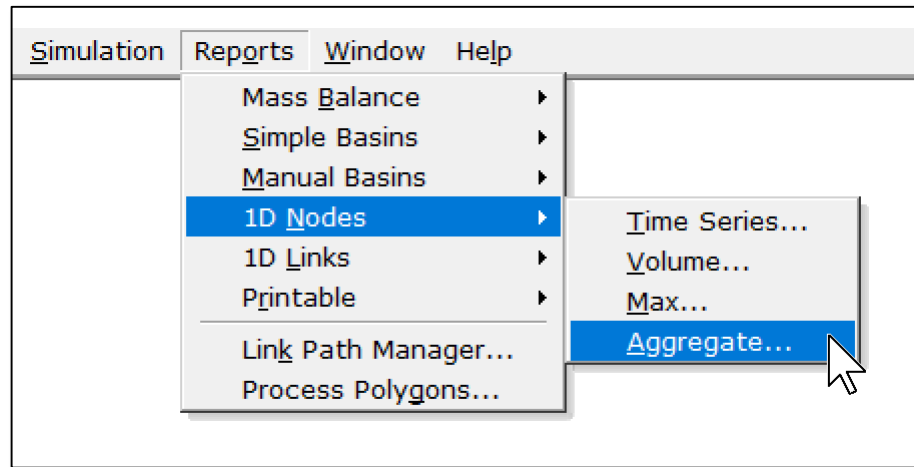 Simulation Reports Window Help
Mass Balance
Simple Basins
Manual Basins
1D Nodes
1D Links
Printable
Link Path Manager...
Process Polygons...
Time Series...
Volume...
Max...
Aggregate...